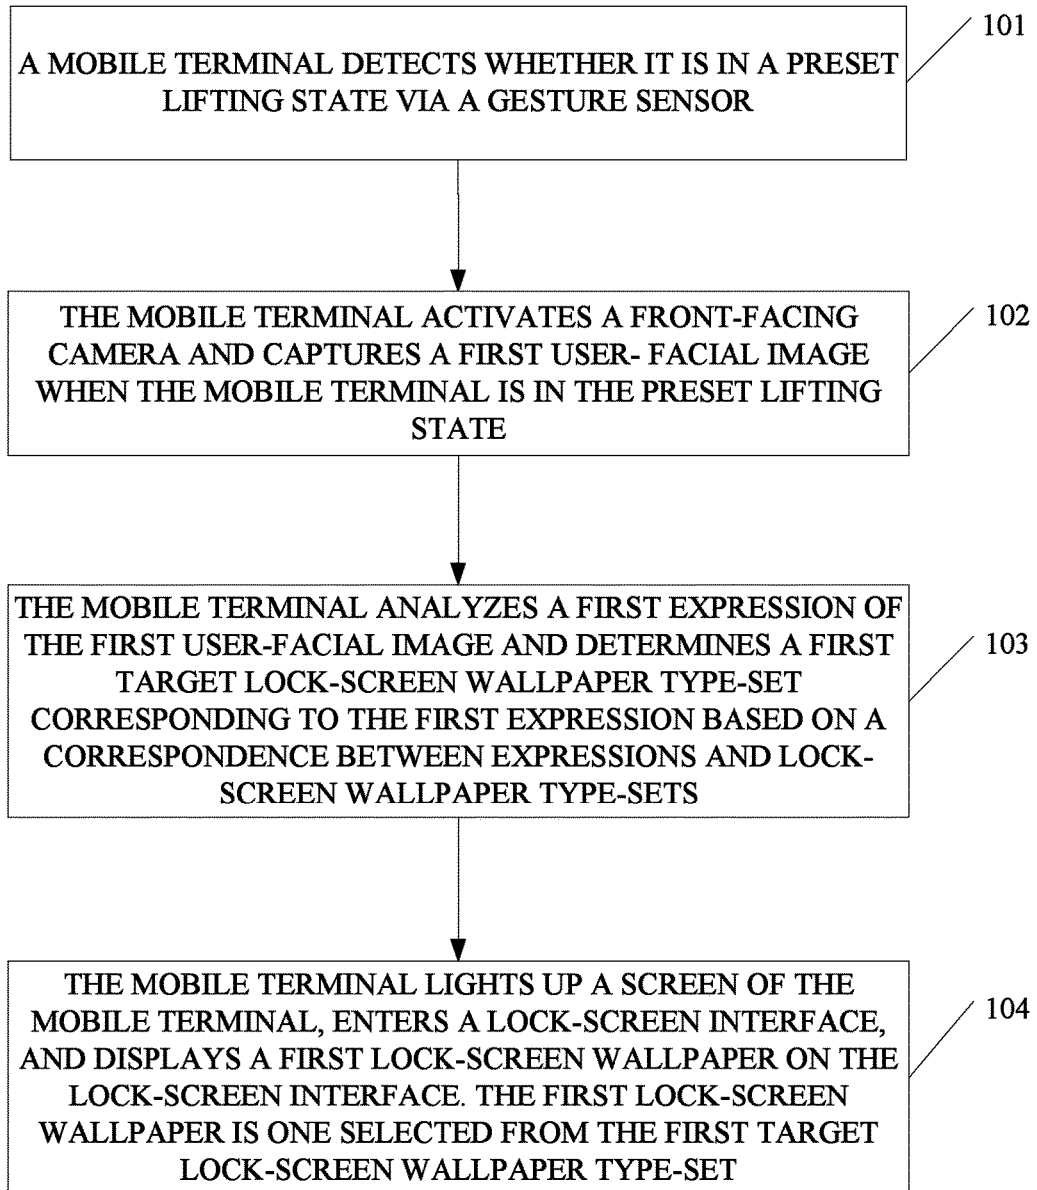 A MOBILE TERMINAL DETECTS WHETHER IT IS IN A PRESET
LIFTING STATE VIA A GESTURE SENSOR
101
THE MOBILE TERMINAL ACTIVATES A FRONT-FACING
CAMERA AND CAPTURES A FIRST USER- FACIAL IMAGE
WHEN THE MOBILE TERMINAL IS IN THE PRESET LIFTING
STATE
102
THE MOBILE TERMINAL ANALYZES A FIRST EXPRESSION OF
THE FIRST USER-FACIAL IMAGE AND DETERMINES A FIRST
TARGET LOCK-SCREEN WALLPAPER TYPE-SET
CORRESPONDING TO THE FIRST EXPRESSION BASED ON A
CORRESPONDENCE BETWEEN EXPRESSIONS AND LOCK-
SCREEN WALLPAPER TYPE-SETS
103
THE MOBILE TERMINAL LIGHTS UP A SCREEN OF THE
MOBILE TERMINAL, ENTERS A LOCK-SCREEN INTERFACE,
AND DISPLAYS A FIRST LOCK-SCREEN WALLPAPER ON THE
LOCK-SCREEN INTERFACE. THE FIRST LOCK-SCREEN
WALLPAPER IS ONE SELECTED FROM THE FIRST TARGET
LOCK-SCREEN WALLPAPER TYPE-SET
104